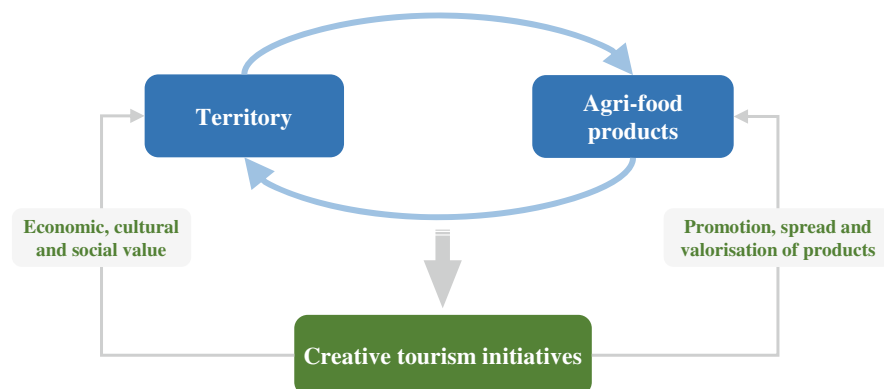 Territory
Agri-food
products
Economic, cultural
and social value
Promotion, spread and
valorisation of products
Creative tourism initiatives